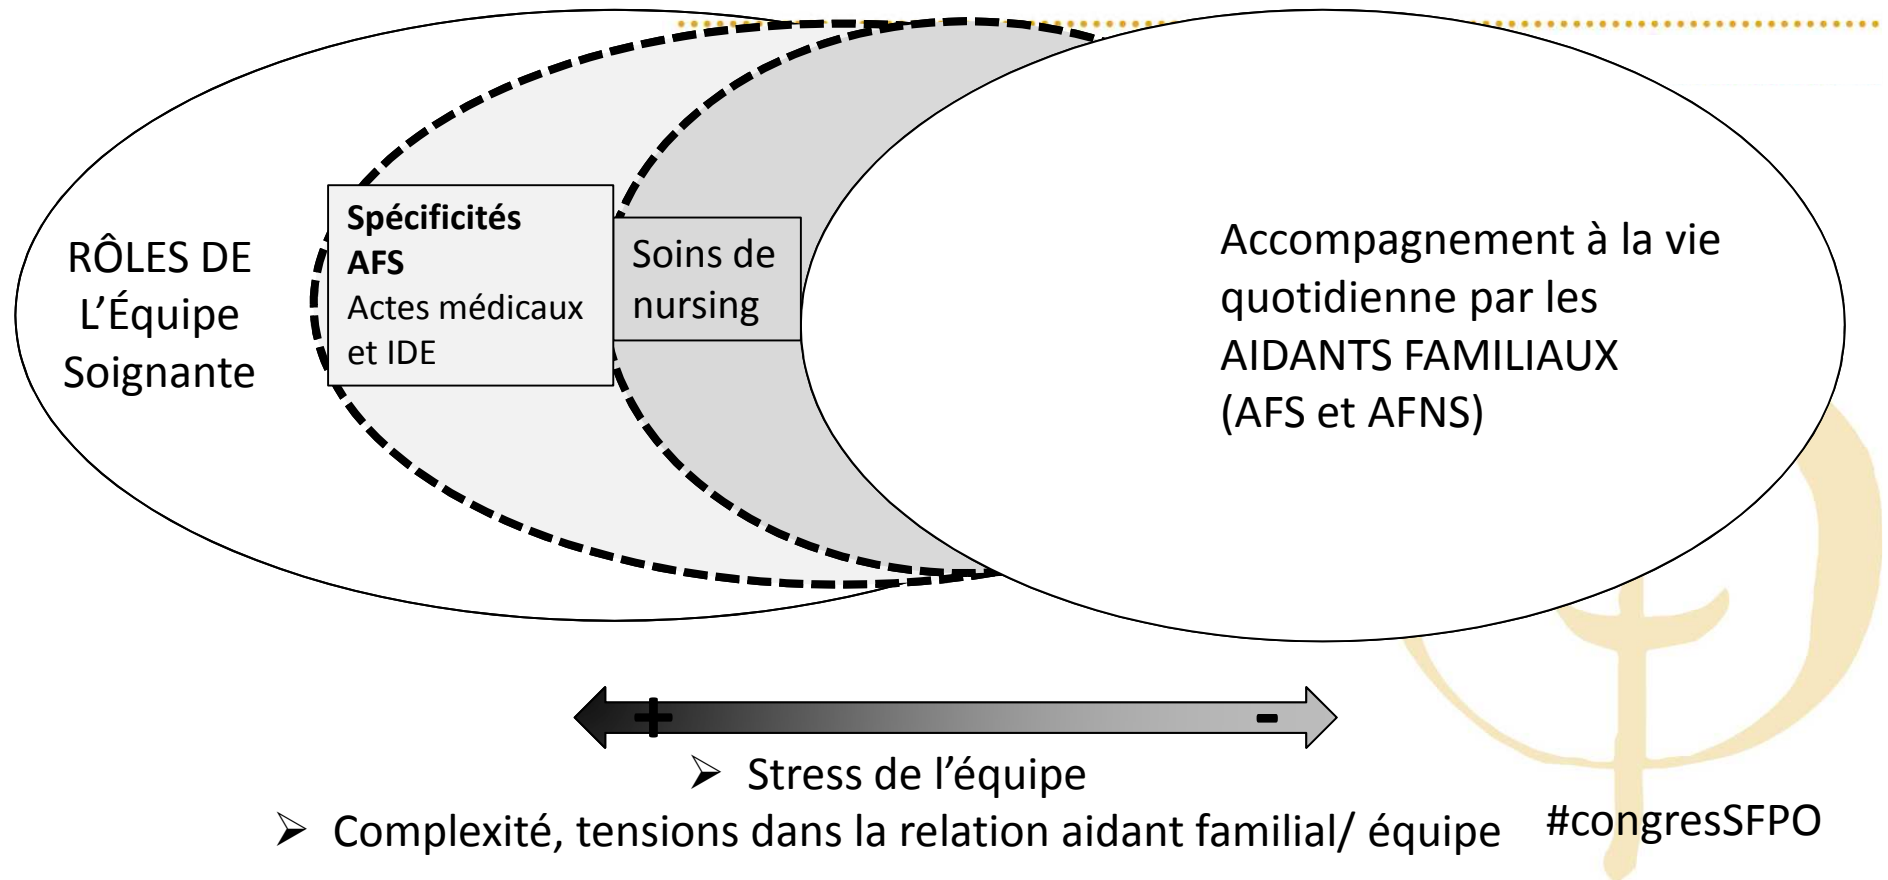 RÔLES DE
L’Équipe
Soignante
Spécificités
AFS
Actes médicaux
et IDE
Soins de
nursing
Accompagnement à la vie
quotidienne par les
AIDANTS FAMILIAUX
(AFS et AFNS)
+ -
➢ Stress de l’équipe
➢ Complexité, tensions dans la relation aidant familial/ équipe
#congresSFPO